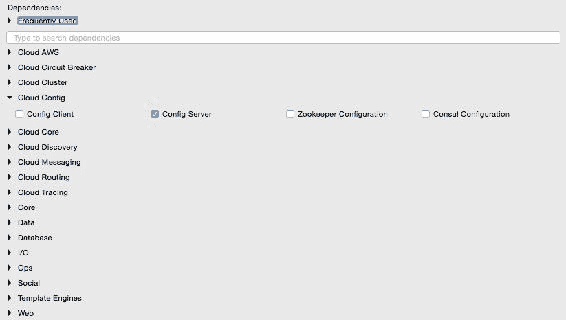 Dependencies:
Frequently Used
Type to search dependencies
Cloud AWS
Cloud Circuit Breaker
Cloud Cluster
Cloud Config
Config Client Config Server Zookeeper Configuration Consul Configuration
Cloud Core
Cloud Discovery
Cloud Messaging
Cloud Routing
Cloud Tracing
Core
Data
Database
I/O
Ops
Social
Template Engines
Web